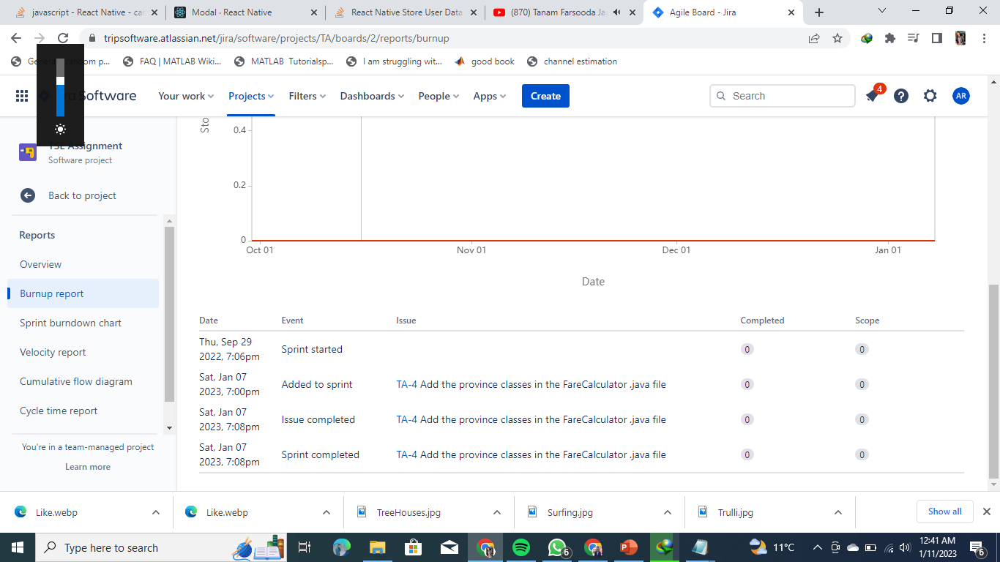 javascript - React Native - ca
Modal · React Native
React Native Store User Data
(870) Tanam Farsooda Ja
Agile Board - Jira
tripsoftware.atlassian.net/jira/software/projects/TA/boards/2/reports/burnup
FAQ | MATLAB Wiki...
MATLAB Tutorialsp...
I am struggling wit...
good book
channel estimation
Software
Your work
Projects
Filters
Dashboards
People
Apps
Create
Search
4
AR
TSE Assignment
Software project
Back to project
Reports
Overview
Burnup report
Sprint burndown chart
Velocity report
Cumulative flow diagram
Cycle time report
You're in a team-managed project
Learn more
Sto
0.4
0.2
0
Oct 01 Nov 01 Dec 01 Jan 01
Date
Date Event Issue Completed Scope
Thu, Sep 29
2022, 7:06pm
Sprint started 0 0
Sat, Jan 07
2023, 7:00pm
Added to sprint TA-4 Add the province classes in the FareCalculator .java file 0 0
Sat, Jan 07
2023, 7:08pm
Issue completed TA-4 Add the province classes in the FareCalculator .java file 0 0
Sat, Jan 07
2023, 7:08pm
Sprint completed TA-4 Add the province classes in the FareCalculator .java file 0 0
Like.webp
Like.webp
TreeHouses.jpg
Surfing.jpg
Trulli.jpg
Show all
Type here to search
6
11°C
12:41 AM
1/11/2023
6